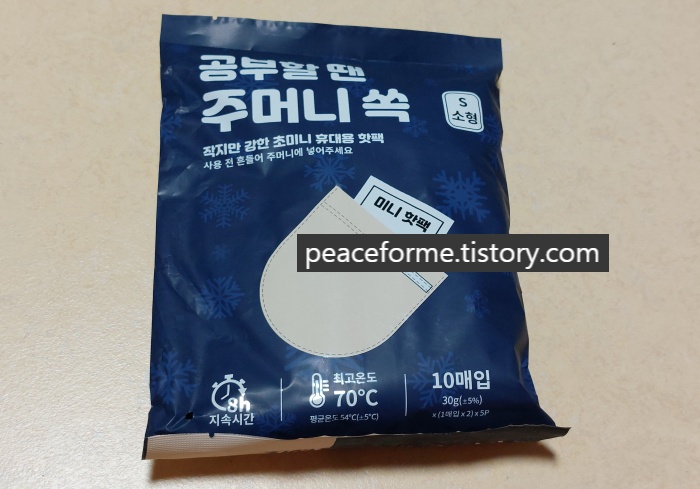 공부할 땐
주머니 쏙
S
소형
작지만 강한 초미니 휴대용 핫팩
사용 전 흔들어 주머니에 넣어주세요
미니 핫팩
peaceforme.tistory.com
8h
지속시간
최고온도
70℃
평균온도 54℃(±5℃)
10매입
30g(±5%)
x (1매입 x 2) x 5P